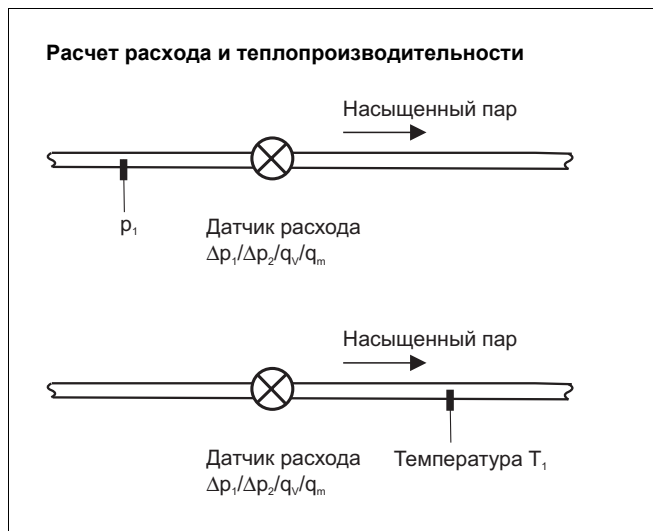 Расчет расхода и теплопроизводительности
Насыщенный пар
p₁
Датчик расхода
Δp₁/Δp₂/qᵥ/qₘ
Насыщенный пар
Датчик расхода
Δp₁/Δp₂/qᵥ/qₘ
Температура T₁